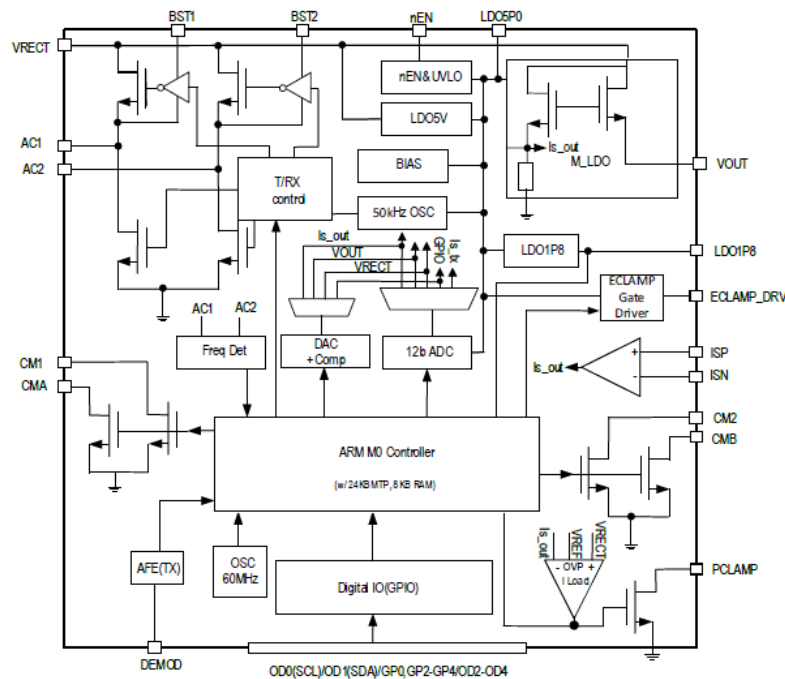 BST1
BST2
nEN
LDO5P0
VRECT
nEN&UVLO
LDO5V
Is_out
M_LDO
AC1
AC2
BIAS
VOUT
T/RX
control
50kHz OSC
Is_out
VOUT
VRECT
GPIO
Is_tx
LDO1P8
LDO1P8
ECLAMP
Gate
Driver
ECLAMP_DRV
AC1
AC2
Freq Det
DAC
+Comp
12b ADC
Is_out
+
-
ISP
ISN
CM1
CMA
CM2
CMB
ARM M0 Controller
(w/ 24KB MTP, 8 KB RAM)
Is_out
VREF
VRECT
- OVP +
I Load
PCLAMP
AFE(TX)
OSC
60MHz
Digital IO(GPIO)
DEMOD
OD0(SCL)/OD1(SDA)/GP0,GP2-GP4/OD2-OD4